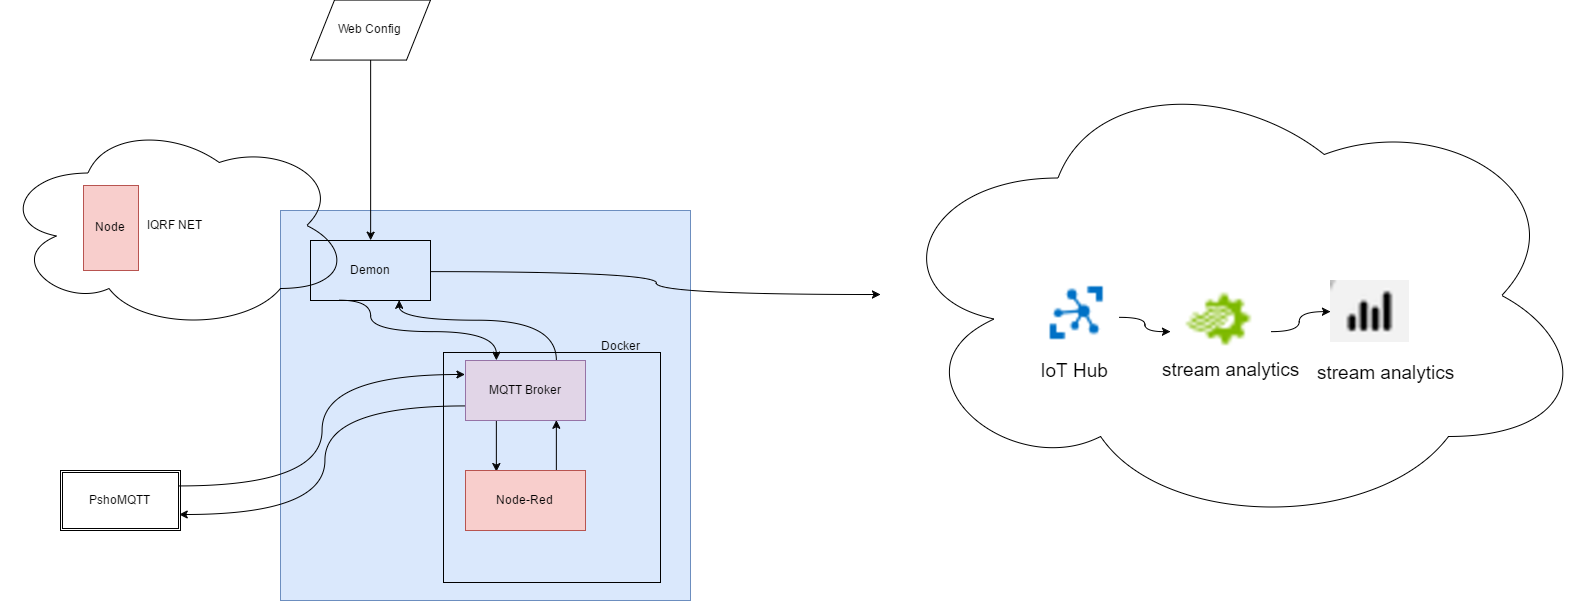 Web Config
Node
IQRF NET
Demon
Docker
MQTT Broker
PshoMQTT
Node-Red
IoT Hub
stream analytics
stream analytics